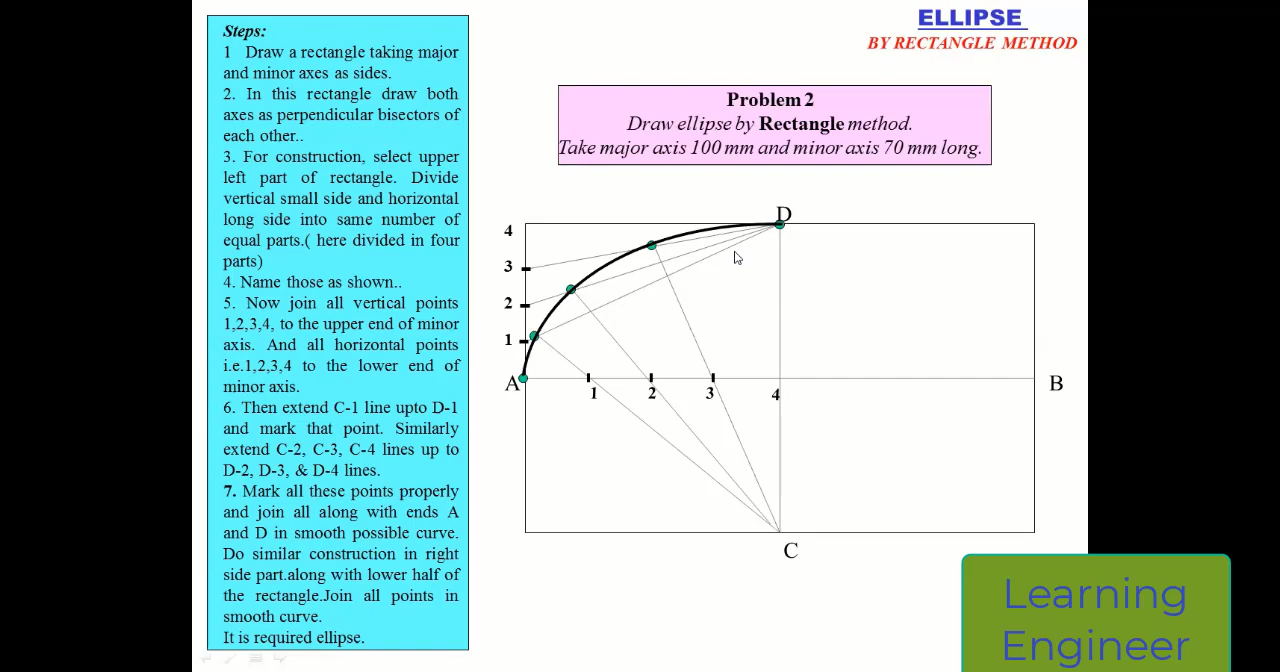 Steps:
1 Draw a rectangle taking major
and minor axes as sides.
2. In this rectangle draw both
axes as perpendicular bisectors of
each other..
3. For construction, select upper
left part of rectangle. Divide
vertical small side and horizontal
long side into same number of
equal parts.( here divided in four
parts)
4. Name those as shown..
5. Now join all vertical points
1,2,3,4, to the upper end of minor
axis. And all horizontal points
i.e.1,2,3,4 to the lower end of
minor axis.
6. Then extend C-1 line upto D-1
and mark that point. Similarly
extend C-2, C-3, C-4 lines up to
D-2, D-3, & D-4 lines.
7. Mark all these points properly
and join all along with ends A
and D in smooth possible curve.
Do similar construction in right
side part.along with lower half of
the rectangle.Join all points in
smooth curve.
It is required ellipse.
ELLIPSE
BY RECTANGLE METHOD
Problem 2
Draw ellipse by Rectangle method.
Take major axis 100 mm and minor axis 70 mm long.
D
4
3
2
1
A
B
1 2 3 4
C
Learning
Engineer